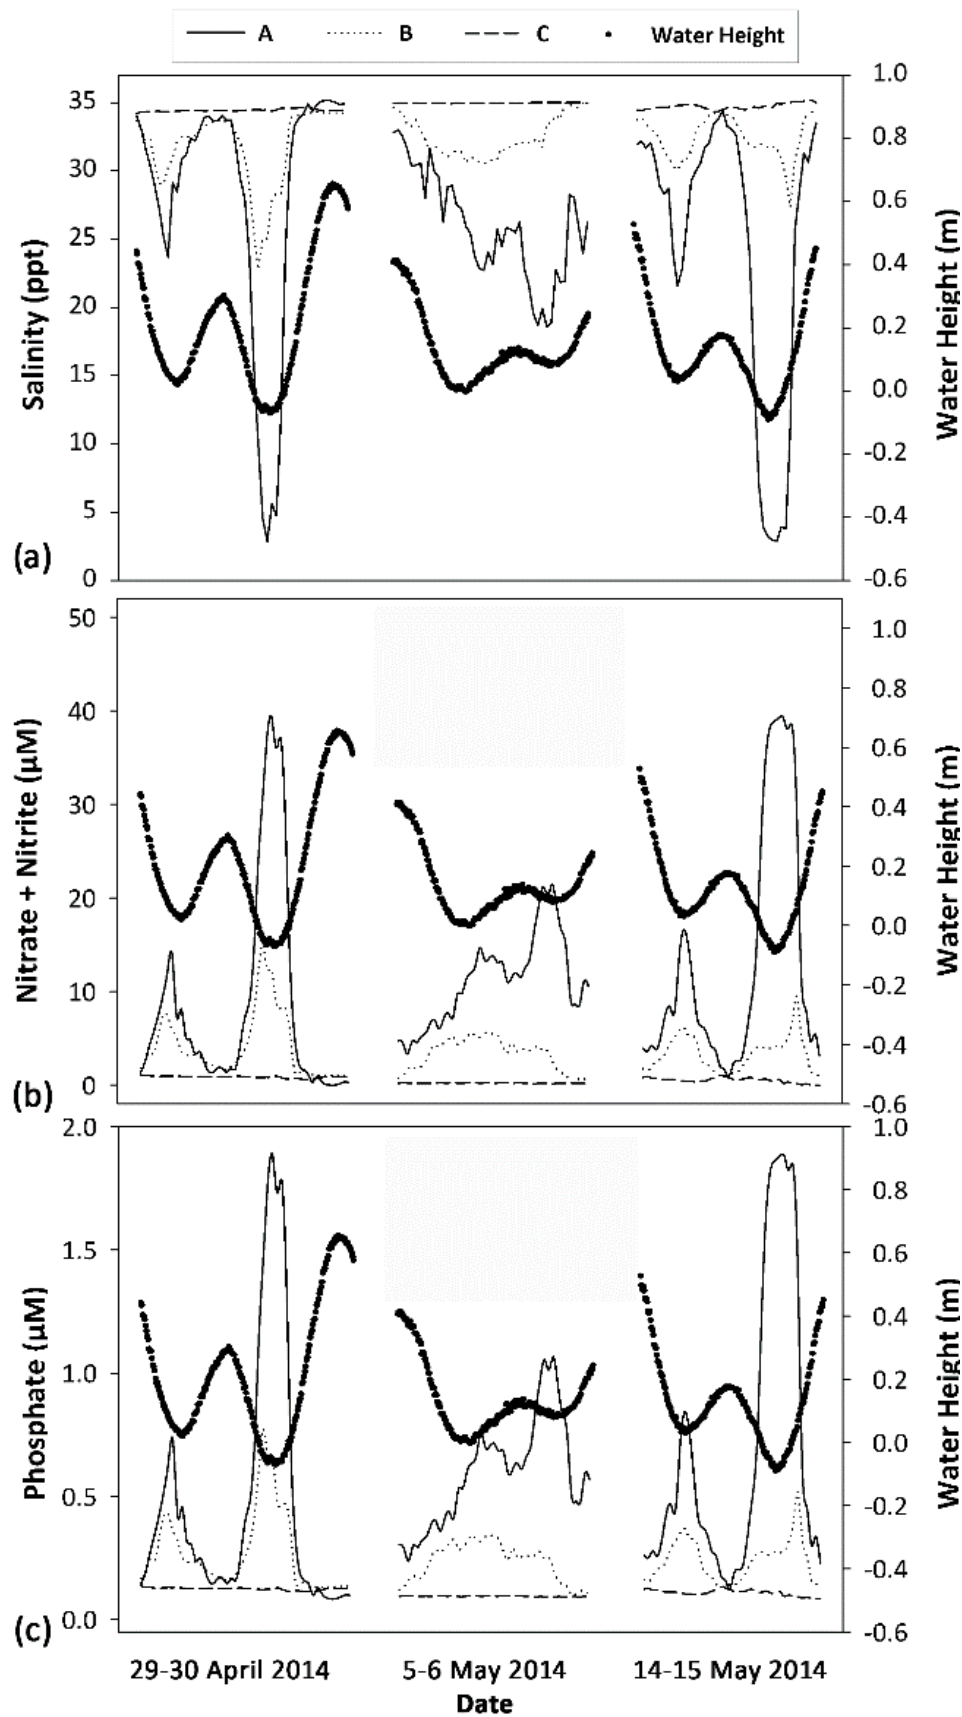 A B C Water Height
35 30 25 20 15 10 5 0
Salinity (ppt)
1.0 0.8 0.6 0.4 0.2 0.0 -0.2 -0.4 -0.6
Water Height (m)
(a)
50 40 30 20 10 0
Nitrate + Nitrite (µM)
1.0 0.8 0.6 0.4 0.2 0.0 -0.2 -0.4 -0.6
Water Height (m)
(b)
2.0 1.5 1.0 0.5 0.0
Phosphate (µM)
1.0 0.8 0.6 0.4 0.2 0.0 -0.2 -0.4 -0.6
Water Height (m)
(c)
29-30 April 2014 5-6 May 2014 14-15 May 2014
Date